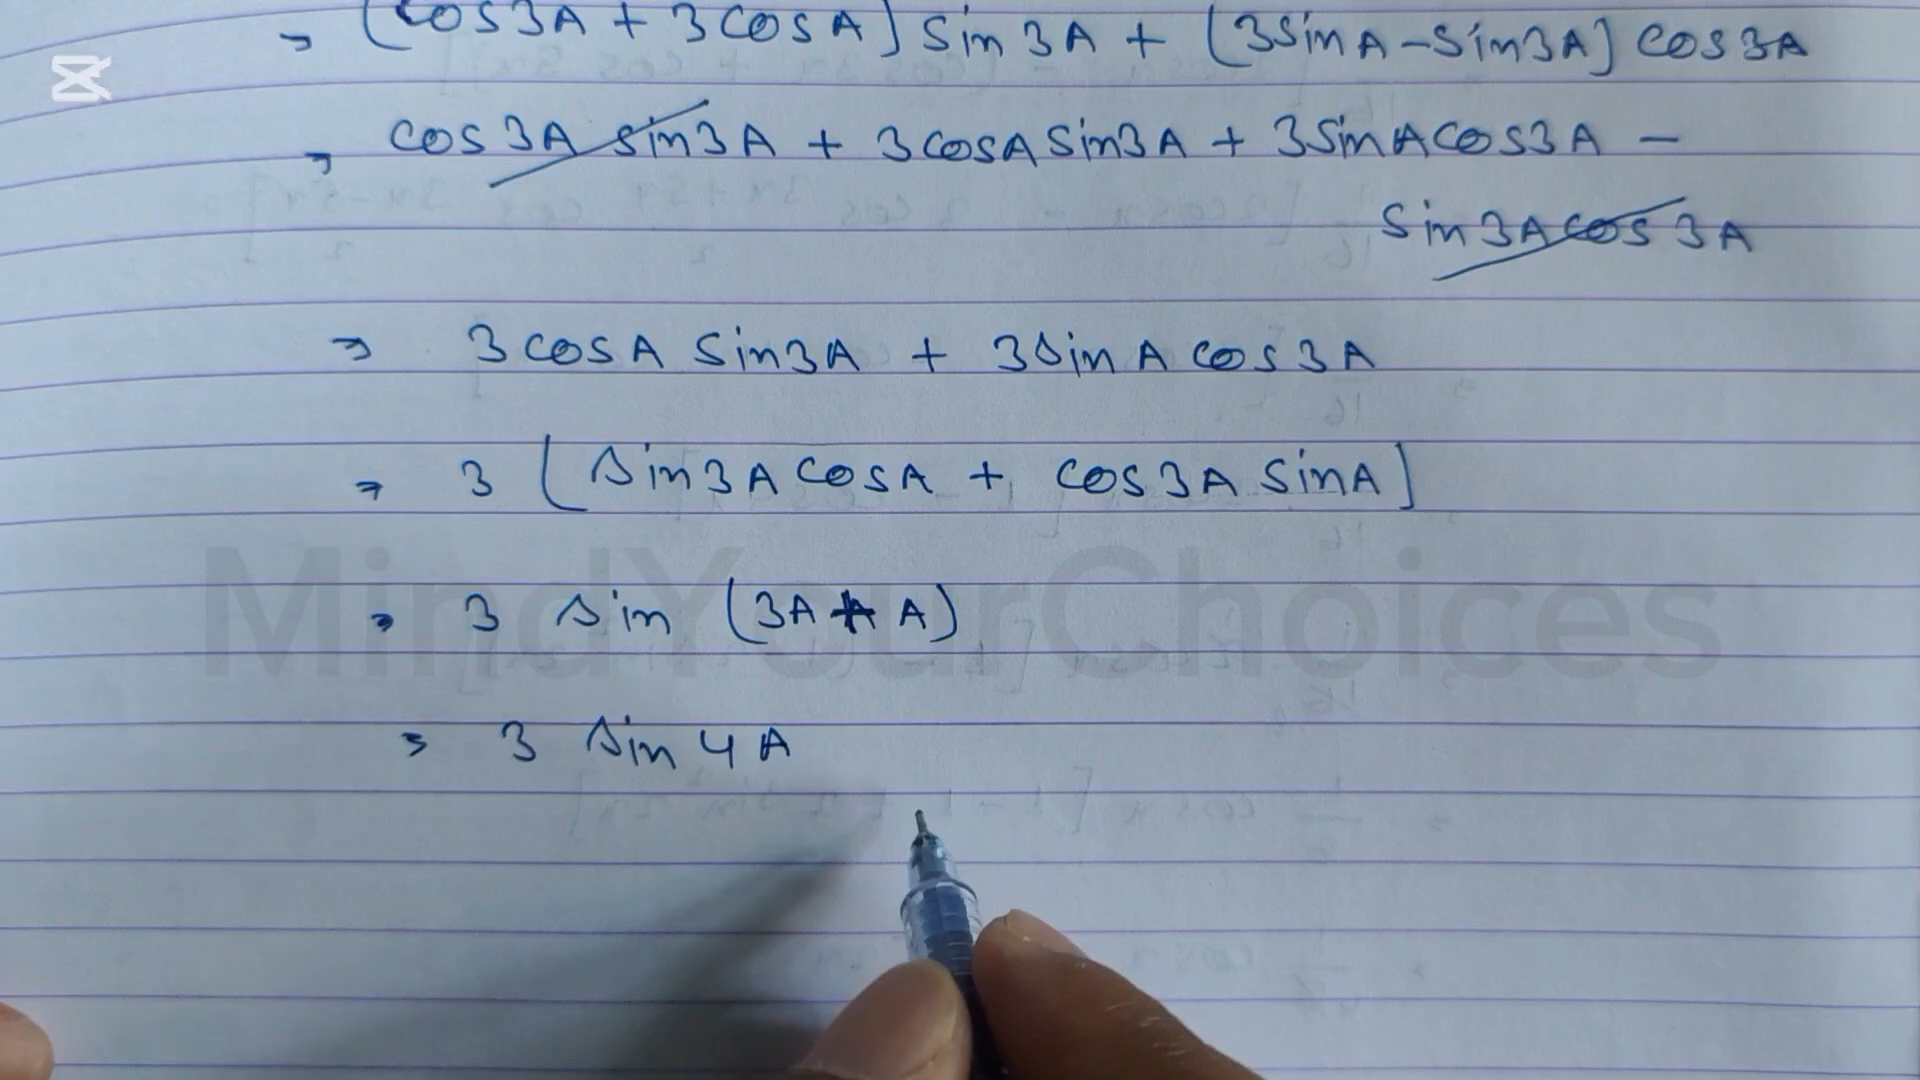 → (cos3A + 3cosA) sin3A + (3sinA - sin3A) cos3A
→ cos3A sin3A + 3cosA sin3A + 3sinA cos3A -
sin3A cos3A
→ 3cosA sin3A + 3sinA cos3A
→ 3 [sin3A cosA + cos3A sinA]
→ 3 sin (3A + A)
→ 3 sin 4A
MindYourChoices